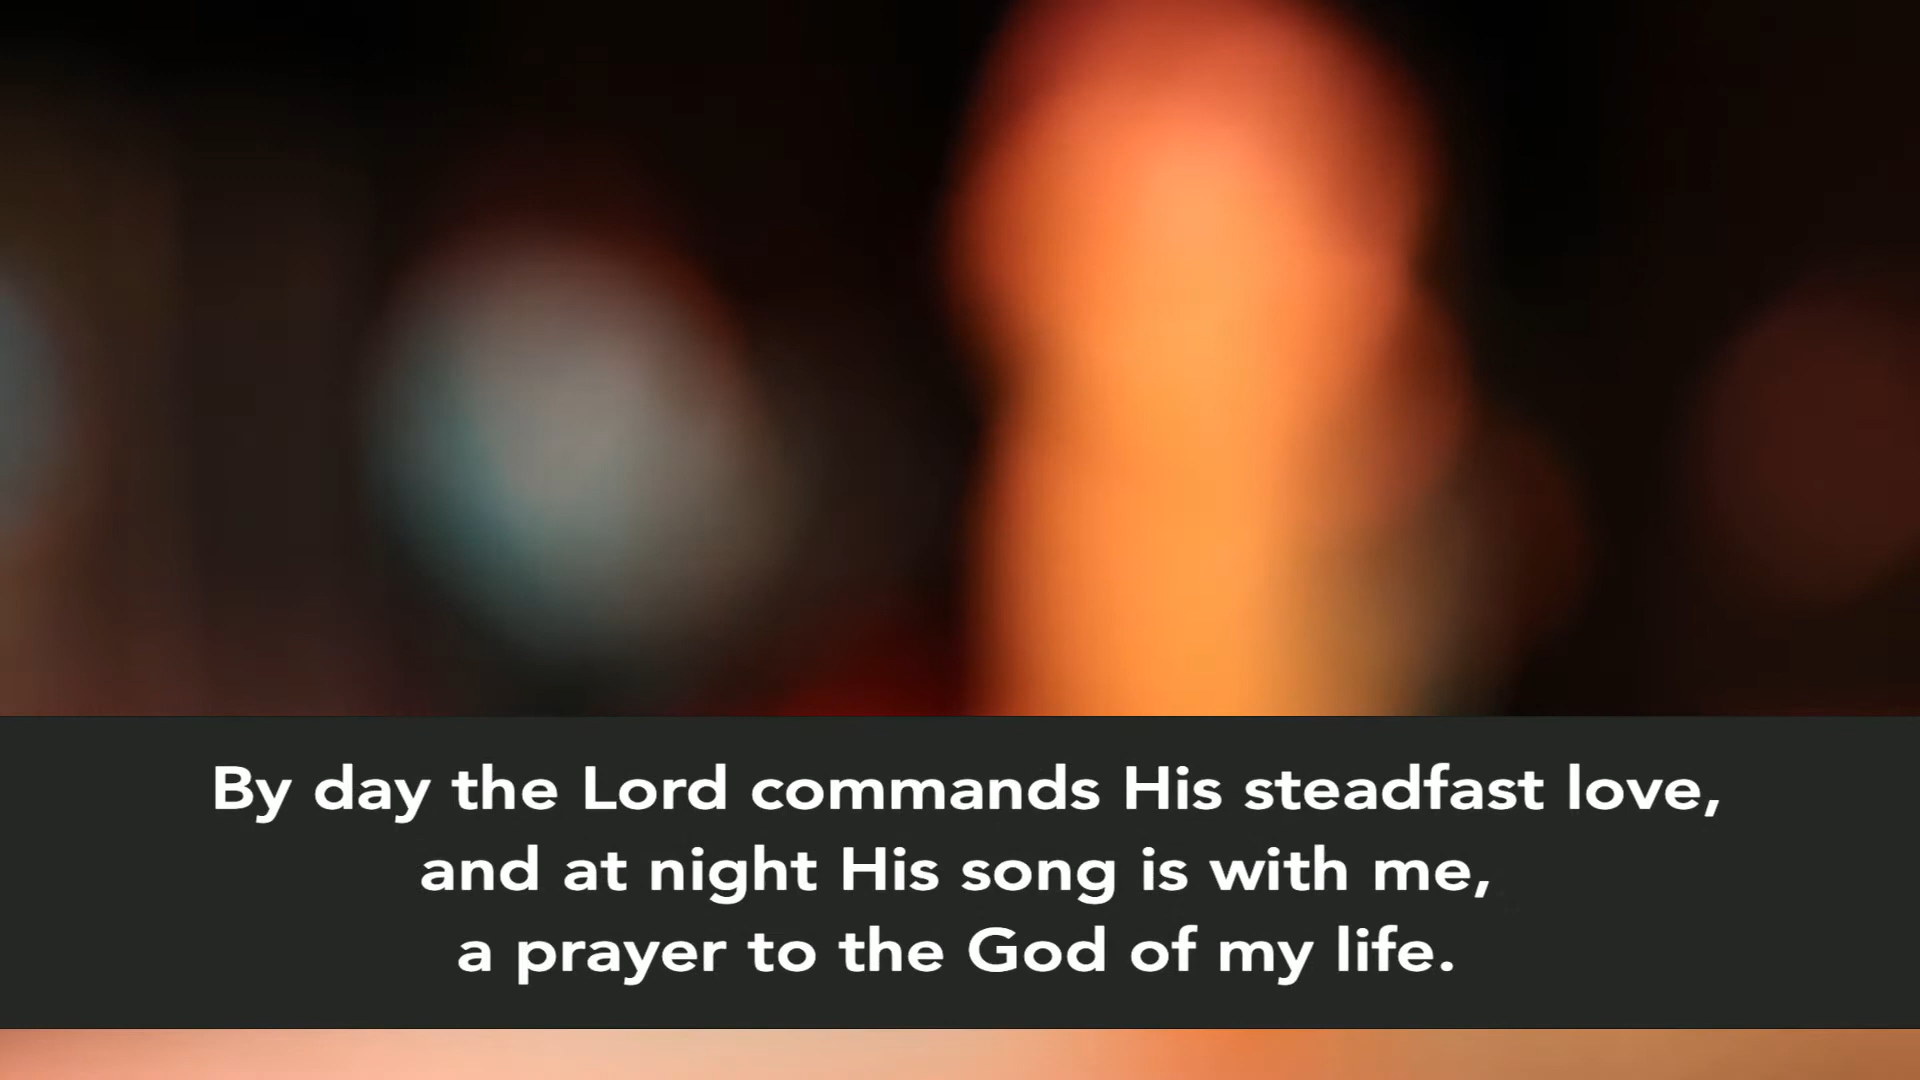 By day the Lord commands His steadfast love,
and at night His song is with me,
a prayer to the God of my life.